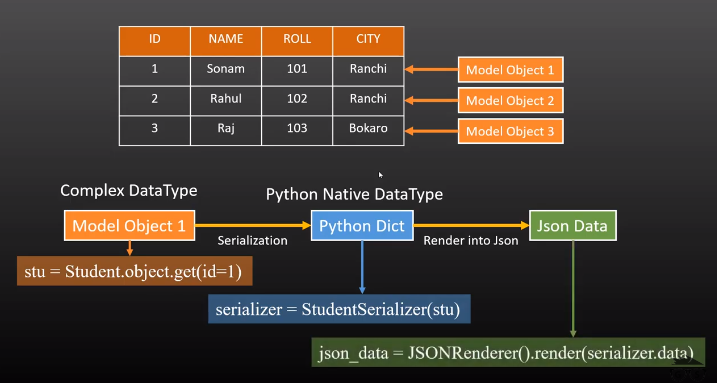 ID NAME ROLL CITY
1 Sonam 101 Ranchi Model Object 1
2 Rahul 102 Ranchi Model Object 2
3 Raj 103 Bokaro Model Object 3
Complex DataType Python Native DataType
Model Object 1 Serialization Python Dict Render into Json Json Data
stu = Student.object.get(id=1)
serializer = StudentSerializer(stu)
json_data = JSONRenderer().render(serializer.data)